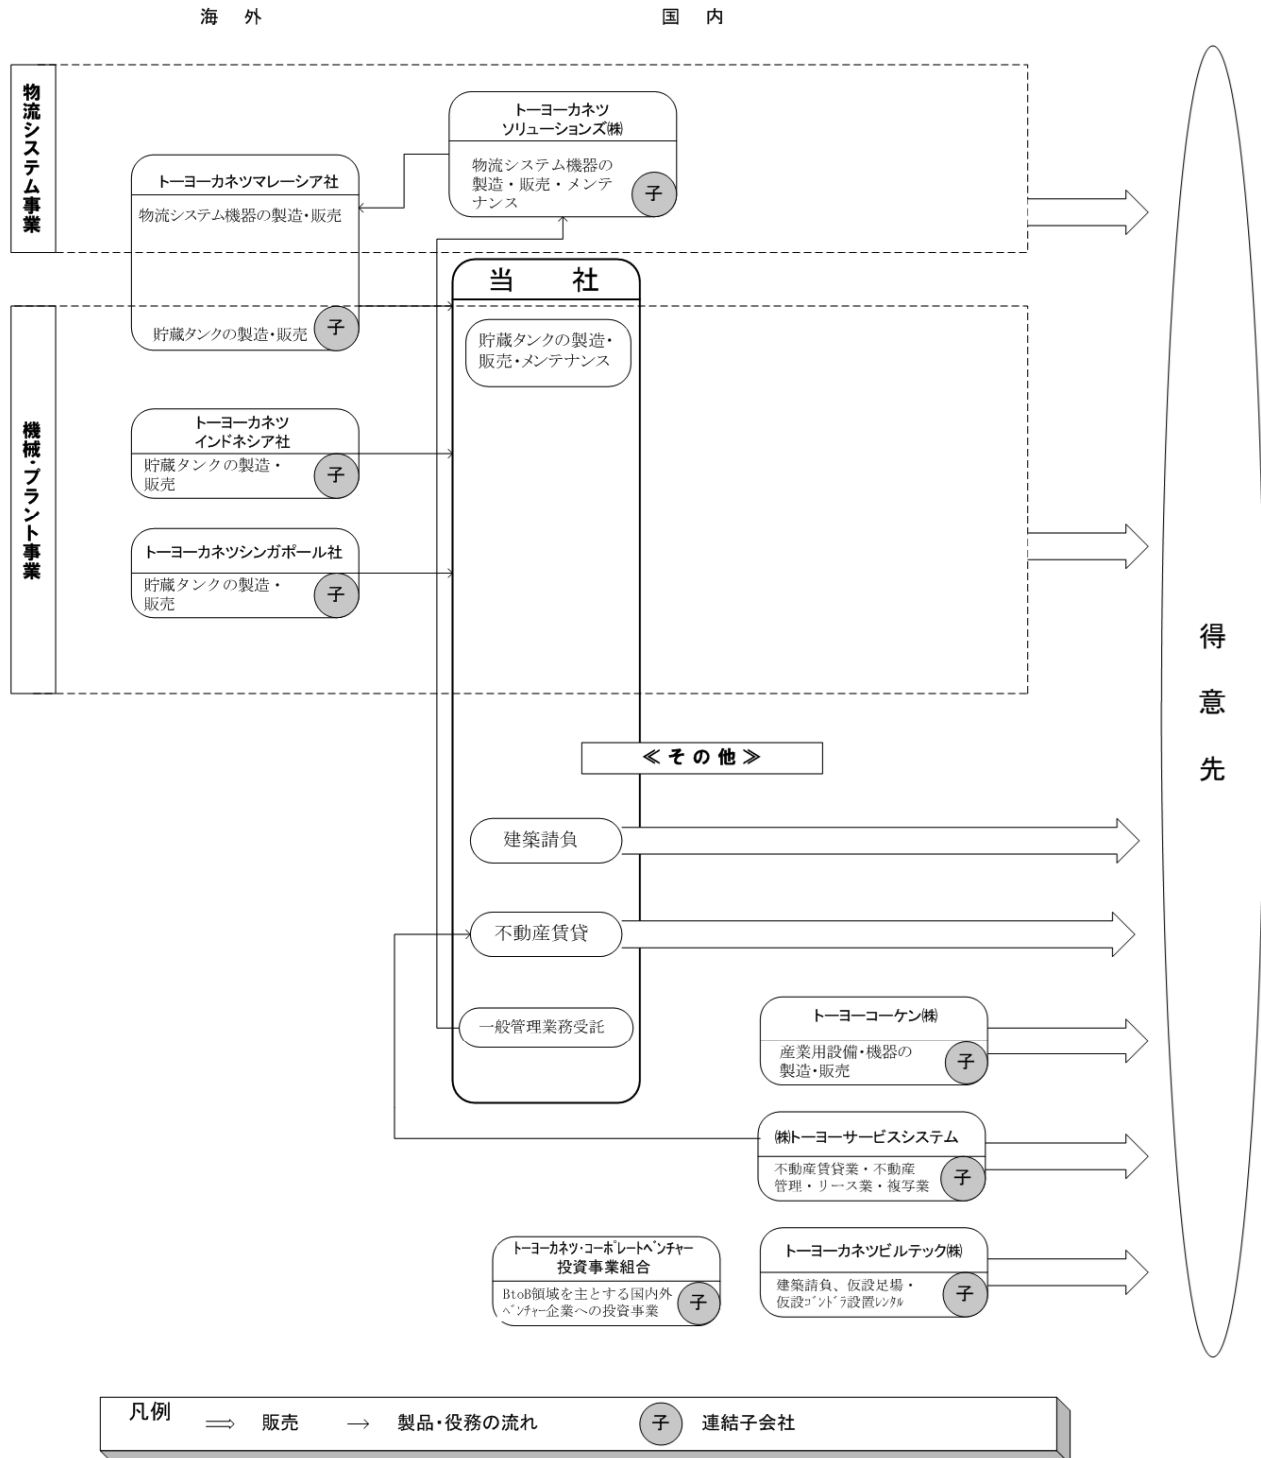 海 外
国 内
物流システム事業
トーヨーカネツ
ソリューションズ㈱
物流システム機器の
製造・販売・メンテ
ナンス
子
トーヨーカネツマレーシア社
物流システム機器の製造・販売
貯蔵タンクの製造・販売
子
当 社
貯蔵タンクの製造・
販売・メンテナンス
機械・プラント事業
トーヨーカネツ
インドネシア社
貯蔵タンクの製造・
販売
子
トーヨーカネツシンガポール社
貯蔵タンクの製造・
販売
子
得意先
≪その他≫
建築請負
不動産賃貸
一般管理業務受託
トーヨーコーケン㈱
産業用設備・機器の
製造・販売
子
㈱トーヨーサービスシステム
不動産賃貸業・不動産
管理・リース業・複写業
子
トーヨーカネツ・コーポレートベンチャー
投資事業組合
BtoB領域を主とする国内外
ベンチャー企業への投資事業
子
トーヨーカネツビルテック㈱
建築請負、仮設足場・
仮設ゴンドラ設置レンタル
子
凡例 ⇒ 販売 → 製品・役務の流れ 子 連結子会社